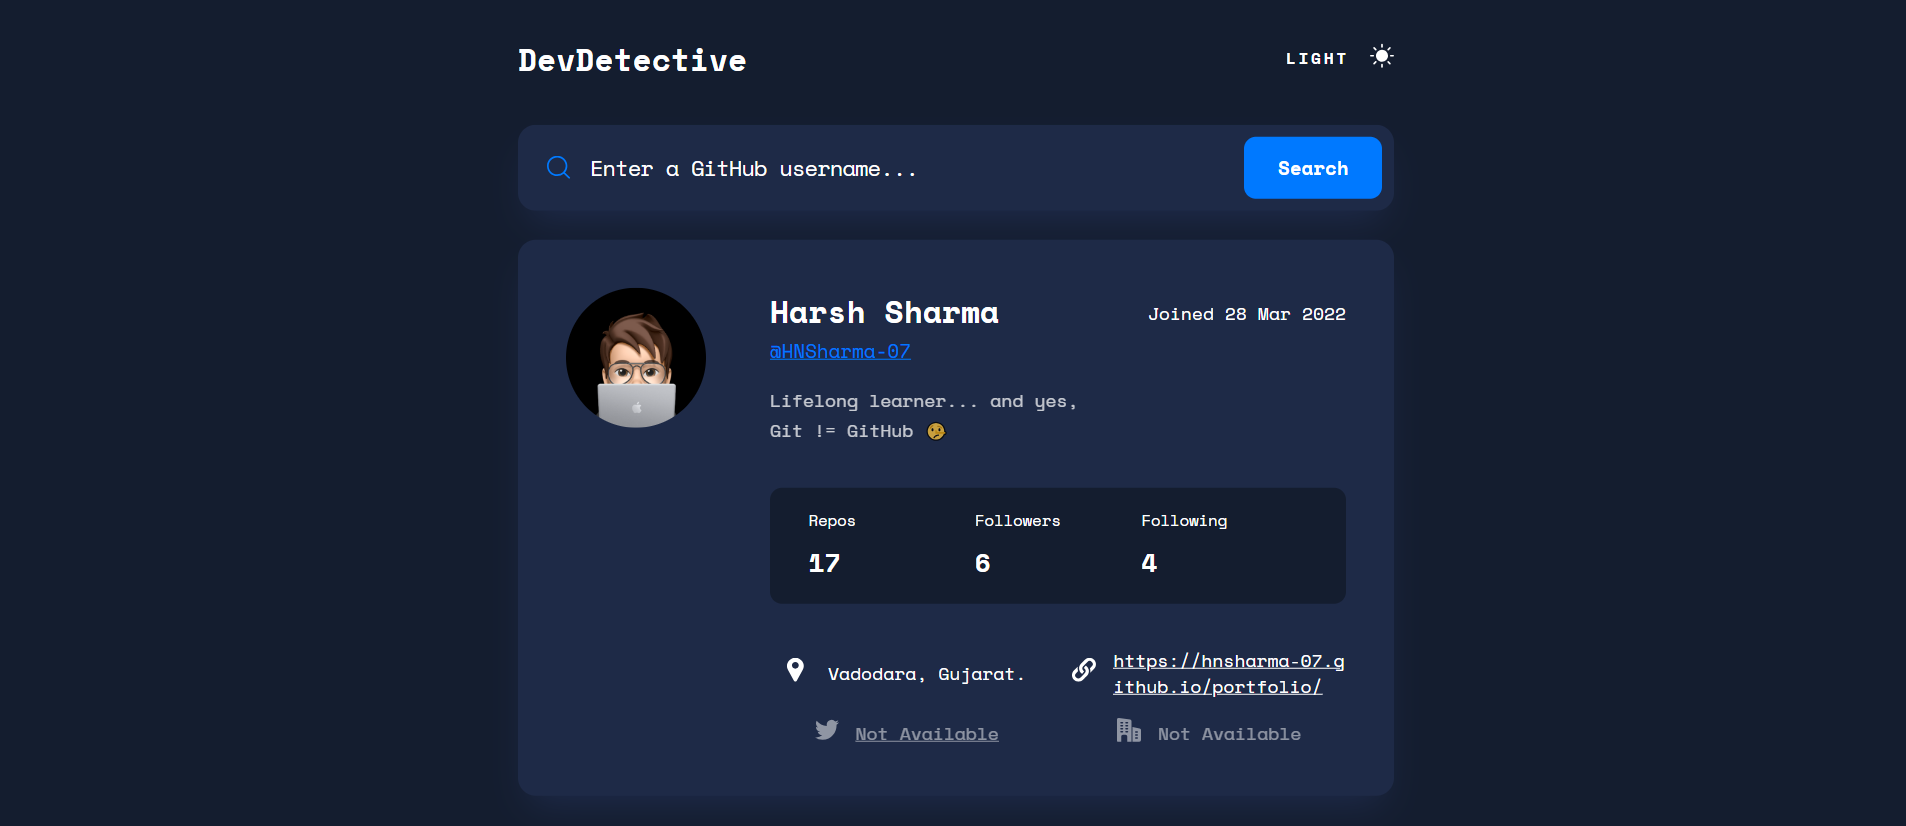 DevDetective
LIGHT
Enter a GitHub username...
Search
Harsh Sharma
Joined 28 Mar 2022
@HNSharma-07
Lifelong learner... and yes,
Git != GitHub 🤔
Repos
Followers
Following
17
6
4
Vadodara, Gujarat.
https://hnsharma-07.g
ithub.io/portfolio/
Not Available
Not Available